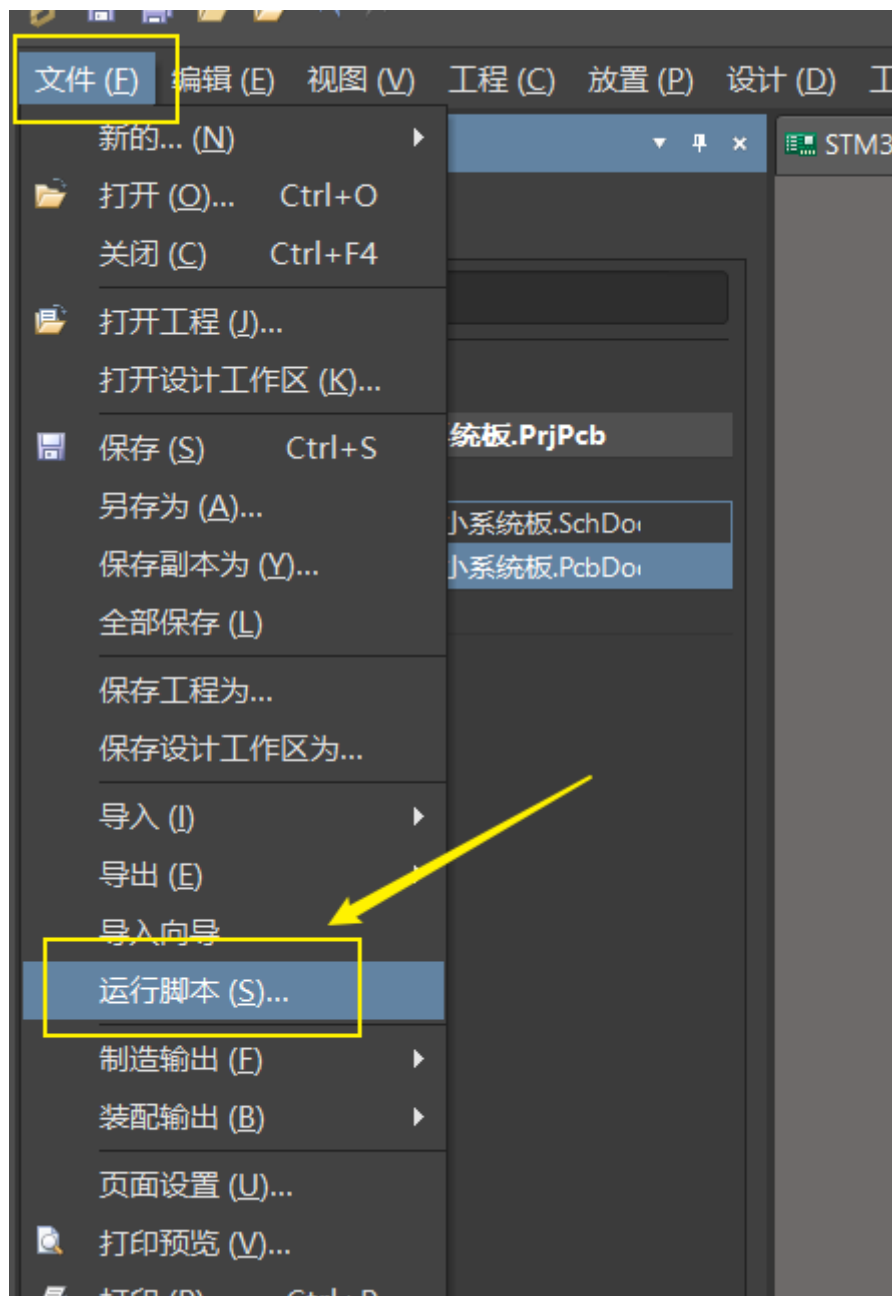 文件 (F) 编辑 (E) 视图 (V) 工程 (C) 放置 (P) 设计 (D)
新的... (N)
STM3
打开 (O)... Ctrl+O
关闭 (C) Ctrl+F4
打开工程 (J)...
打开设计工作区 (K)...
统板.PrjPcb
保存 (S) Ctrl+S
另存为 (A)...
小系统板.SchDo
保存副本为 (Y)...
小系统板.PcbDo
全部保存 (L)
保存工程为...
保存设计工作区为...
导入 (I)
导出 (E)
导入向导
运行脚本 (S)...
制造输出 (F)
装配输出 (B)
页面设置 (U)...
打印预览 (V)...
打印 (P) Ctrl+P